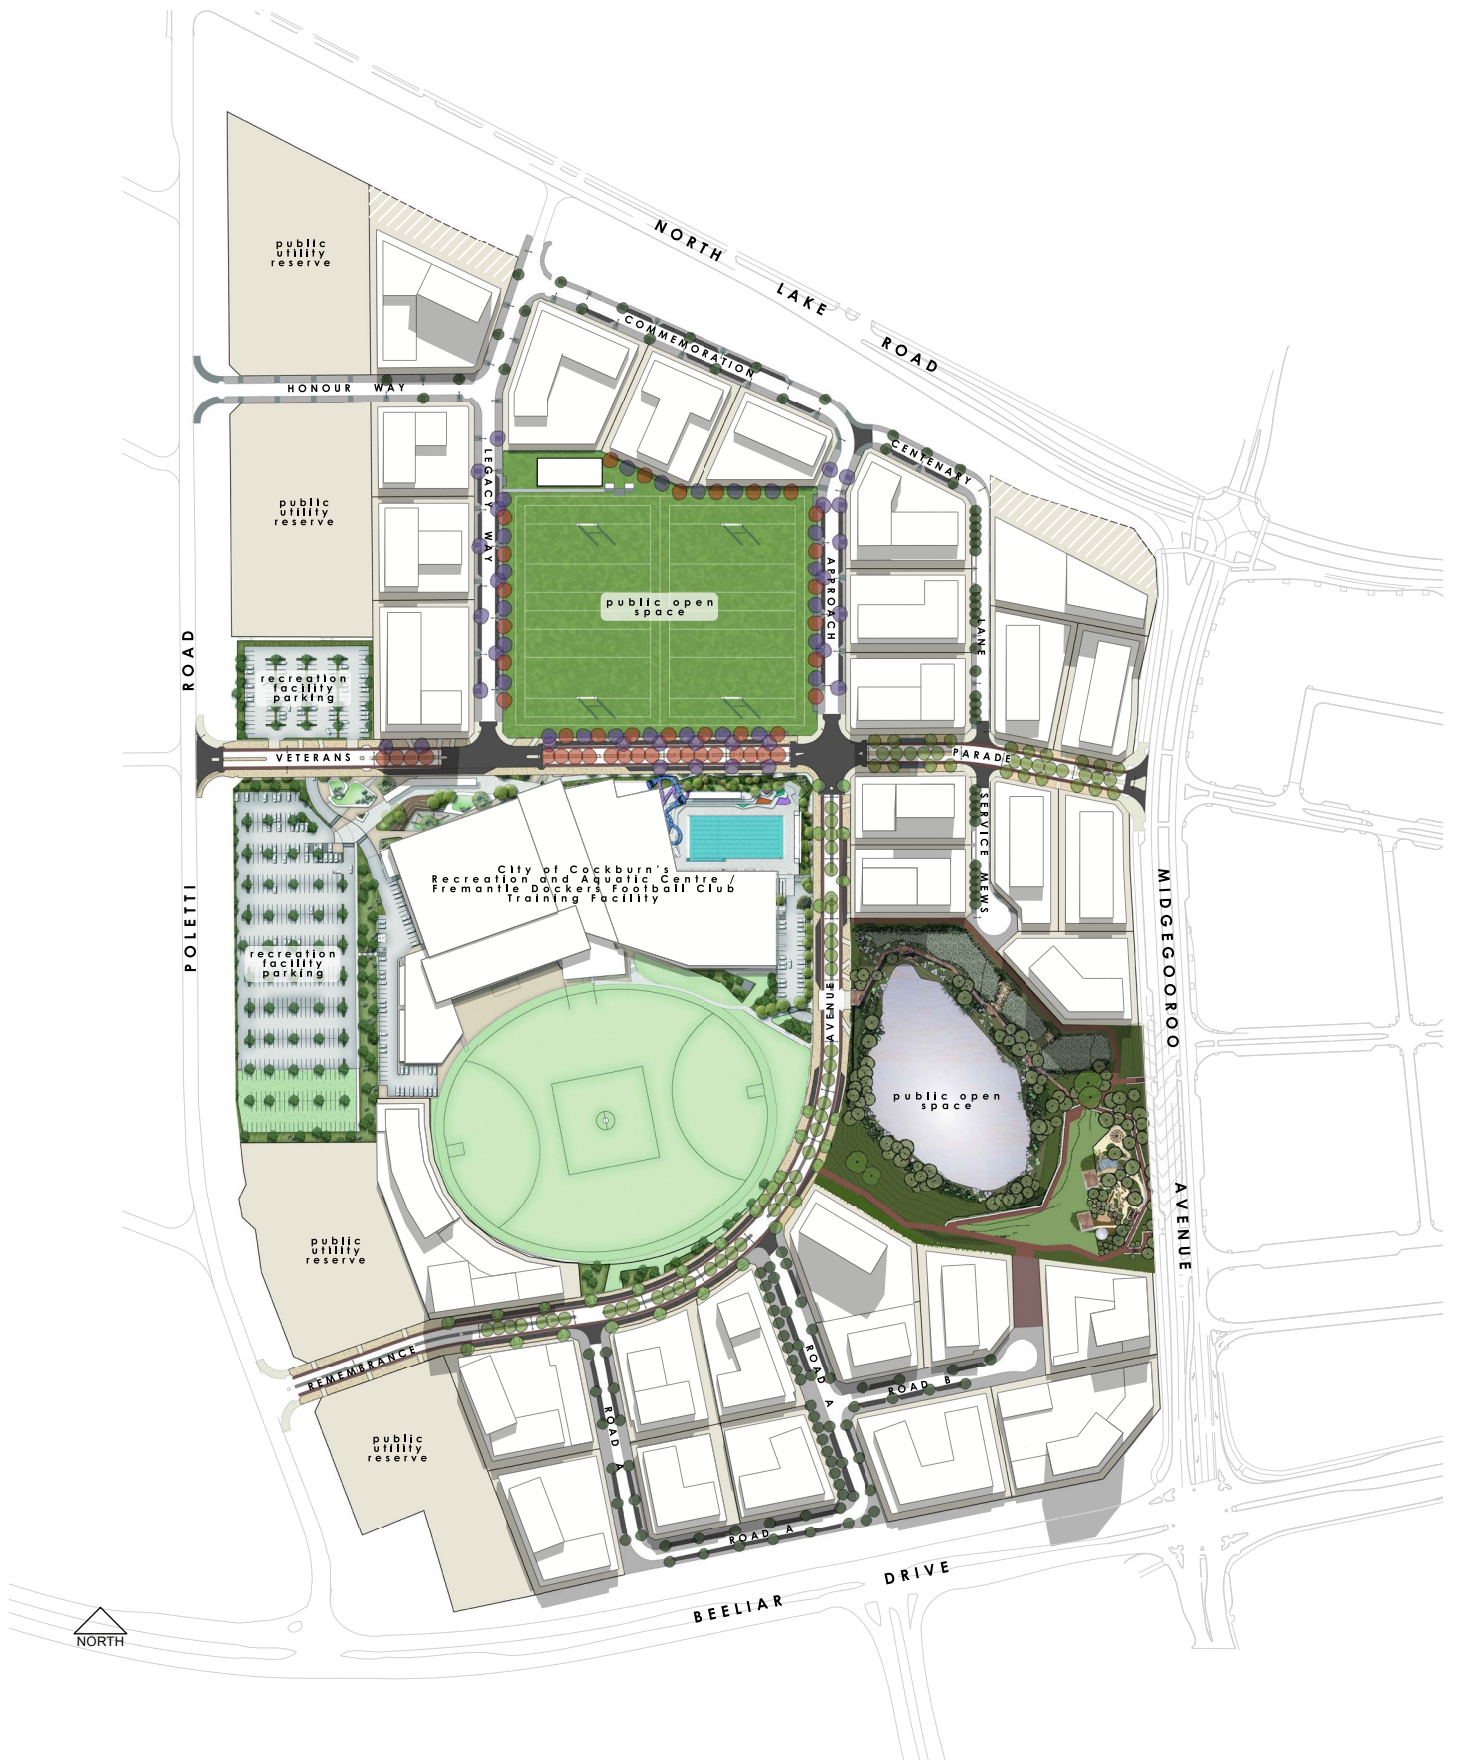 NORTH LAKE ROAD
public
utility
reserve
COMMEMORATION
HONOUR WAY
CENTENARY
LEGACY WAY
public
utility
reserve
APPROACH
public open
space
LANE
ROAD
recreation
facility
parking
VETERANS
PARADE
SERVICE MEWS
City of Cockburn's
Recreation and Aquatic Centre /
Fremantle Dockers Football Club
Training Facility
POLETTI
MIDGEGOOROO
recreation
facility
parking
AVENUE
public open
space
AVENUE
public
utility
reserve
REMEMBRANCE
ROAD A
ROAD B
ROAD A
public
utility
reserve
ROAD A
BEELIAR DRIVE
NORTH